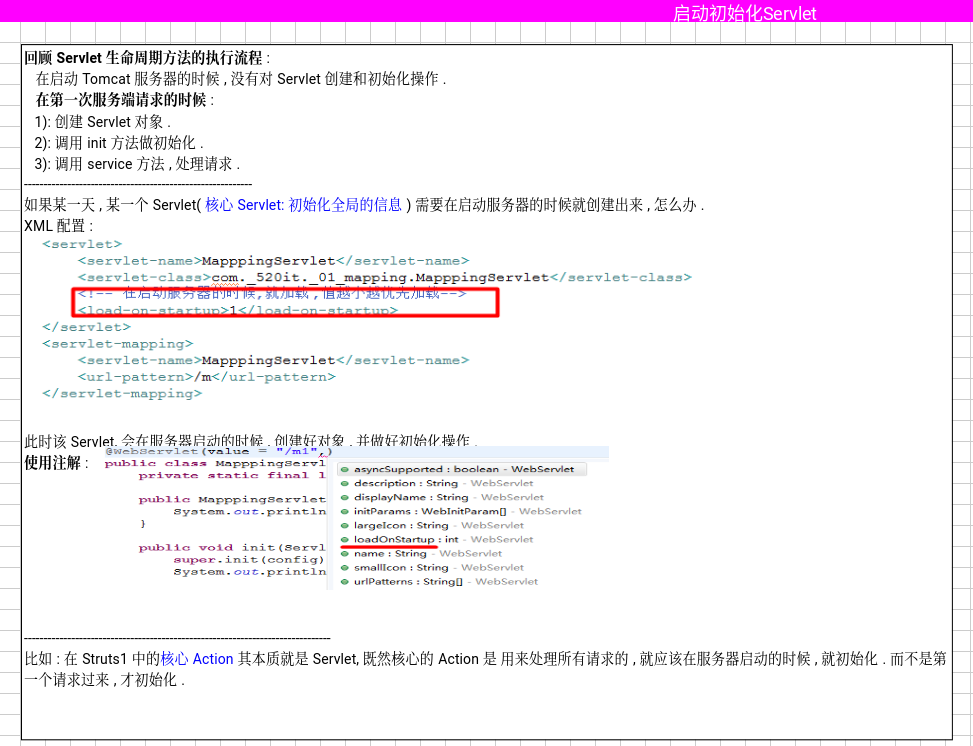 启动初始化Servlet
回顾 Servlet 生命周期方法的执行流程 :
在启动 Tomcat 服务器的时候 , 没有对 Servlet 创建和初始化操作 .
在第一次服务端请求的时候 :
1): 创建 Servlet 对象 .
2): 调用 init 方法做初始化 .
3): 调用 service 方法 , 处理请求 .
----------------------------------------------------------
如果某一天 , 某一个 Servlet( 核心 Servlet: 初始化全局的信息 ) 需要在启动服务器的时候就创建出来 , 怎么办 .
XML 配置 :
<servlet>
<servlet-name>MapppingServlet</servlet-name>
<servlet-class>com._520it._01_mapping.MapppingServlet</servlet-class>
<!-- 在启动服务器的时候,就加载 , 值越小越优先加载-->
<load-on-startup>1</load-on-startup>
</servlet>
<servlet-mapping>
<servlet-name>MapppingServlet</servlet-name>
<url-pattern>/m</url-pattern>
</servlet-mapping>
此时该 Servlet, 会在服务器启动的时候 , 创建好对象 , 并做好初始化操作 .
使用注解 :
@WebServlet(value = "/m1",)
public class MapppingServl
private static final l
public MapppingServlet
System.out.println
}
public void init(Servl
super.init(config)
System.out.println
asyncSupported : boolean - WebServlet
description : String - WebServlet
displayName : String - WebServlet
initParams : WebInitParam[] - WebServlet
largeIcon : String - WebServlet
loadOnStartup : int - WebServlet
name : String - WebServlet
smallIcon : String - WebServlet
urlPatterns : String[] - WebServlet
------------------------------------------------------------------------------
比如 : 在 Struts1 中的核心 Action 其本质就是 Servlet, 既然核心的 Action 是 用来处理所有请求的 , 就应该在服务器启动的时候 , 就初始化 . 而不是第
一个请求过来 , 才初始化 .